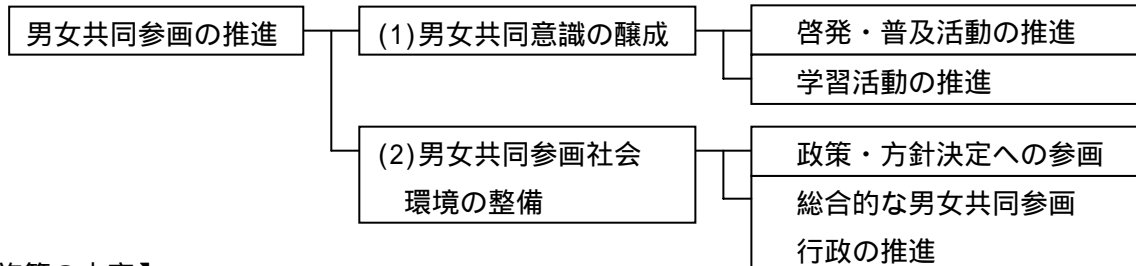 男女共同参画の推進
(1)男女共同意識の醸成
啓発・普及活動の推進
学習活動の推進
(2)男女共同参画社会
環境の整備
政策・方針決定への参画
総合的な男女共同参画
行政の推進